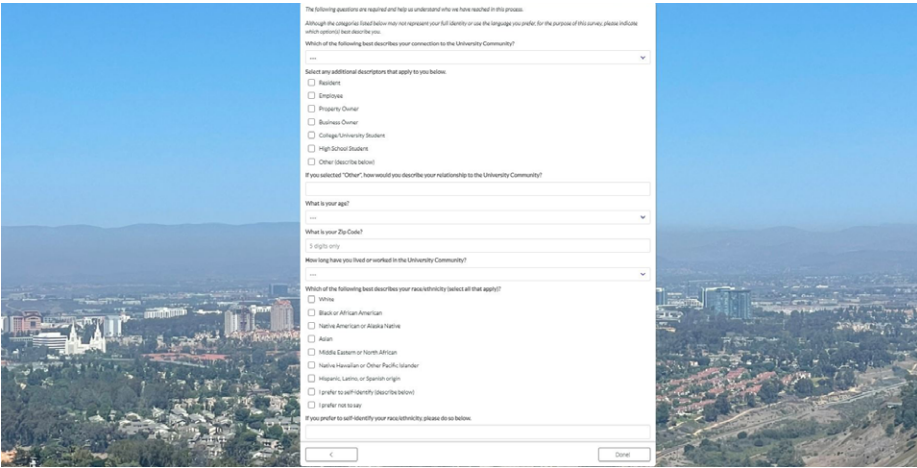 The following questions are required and help us understand who we have reached in this process.
Although the categories listed below may not represent your full identity or use the language you prefer, for the purpose of this survey, please indicate
which option(s) best describe you.
Which of the following best describes your connection to the University Community?
---
Select any additional descriptors that apply to you below.
Resident
Employee
Property Owner
Business Owner
College/University Student
High School Student
Other (describe below)
If you selected "Other", how would you describe your relationship to the University Community?
What is your age?
---
What is your Zip Code?
5 digits only
How long have you lived or worked in the University Community?
---
Which of the following best describes your race/ethnicity (select all that apply)?
White
Black or African American
Native American or Alaska Native
Asian
Middle Eastern or North African
Native Hawaiian or Other Pacific Islander
Hispanic, Latino, or Spanish origin
I prefer to self-identify (describe below)
I prefer not to say
If you prefer to self-identify your race/ethnicity, please do so below.
<
Done!